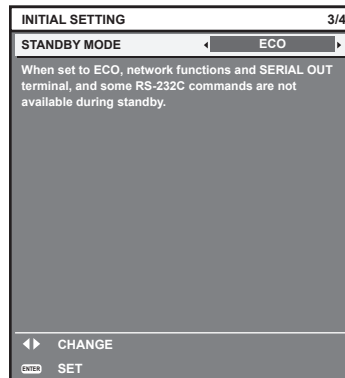 INITIAL SETTING 3/4
STANDBY MODE ECO
When set to ECO, network functions and SERIAL OUT
terminal, and some RS-232C commands are not
available during standby.
CHANGE
ENTER SET